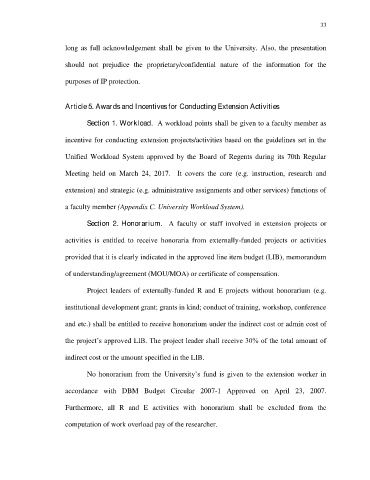 33
long as full acknowledgement shall be given to the University. Also, the presentation
should not prejudice the proprietary/confidential nature of the information for the
purposes of IP protection.
Article 5. Awards and Incentives for Conducting Extension Activities
Section 1. Workload. A workload points shall be given to a faculty member as
incentive for conducting extension projects/activities based on the guidelines set in the
Unified Workload System approved by the Board of Regents during its 70th Regular
Meeting held on March 24, 2017. It covers the core (e.g. instruction, research and
extension) and strategic (e.g. administrative assignments and other services) functions of
a faculty member (Appendix C. University Workload System).
Section 2. Honorarium. A faculty or staff involved in extension projects or
activities is entitled to receive honoraria from externally-funded projects or activities
provided that it is clearly indicated in the approved line item budget (LIB), memorandum
of understanding/agreement (MOU/MOA) or certificate of compensation.
Project leaders of externally-funded R and E projects without honorarium (e.g.
institutional development grant; grants in kind; conduct of training, workshop, conference
and etc.) shall be entitled to receive honorarium under the indirect cost or admin cost of
the project's approved LIB. The project leader shall receive 30% of the total amount of
indirect cost or the amount specified in the LIB.
No honorarium from the University's fund is given to the extension worker in
accordance with DBM Budget Circular 2007-1 Approved on April 23, 2007.
Furthermore, all R and E activities with honorarium shall be excluded from the
computation of work overload pay of the researcher.